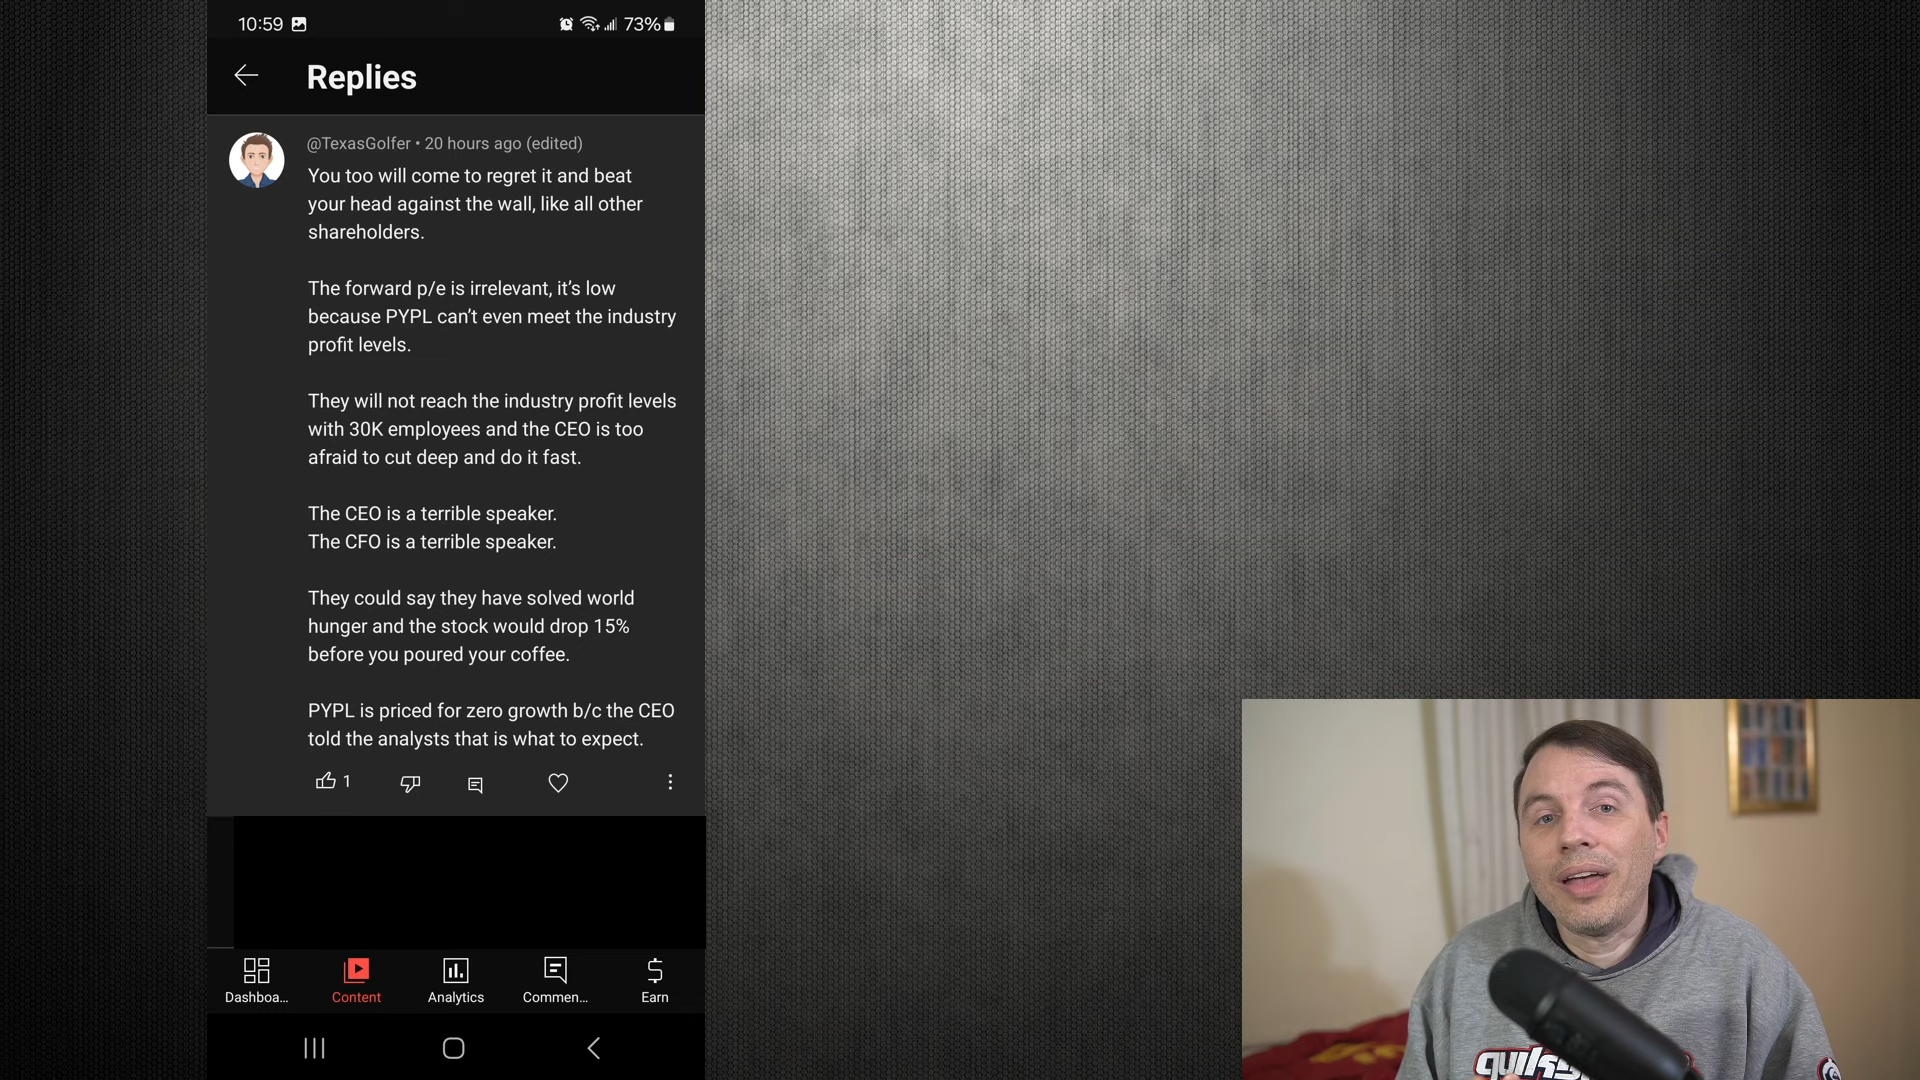 10:59
73%
Replies
@TexasGolfer • 20 hours ago (edited)
You too will come to regret it and beat
your head against the wall, like all other
shareholders.
The forward p/e is irrelevant, it’s low
because PYPL can’t even meet the industry
profit levels.
They will not reach the industry profit levels
with 30K employees and the CEO is too
afraid to cut deep and do it fast.
The CEO is a terrible speaker.
The CFO is a terrible speaker.
They could say they have solved world
hunger and the stock would drop 15%
before you poured your coffee.
PYPL is priced for zero growth b/c the CEO
told the analysts that is what to expect.
1
Dashboa...
Content
Analytics
Commen...
Earn